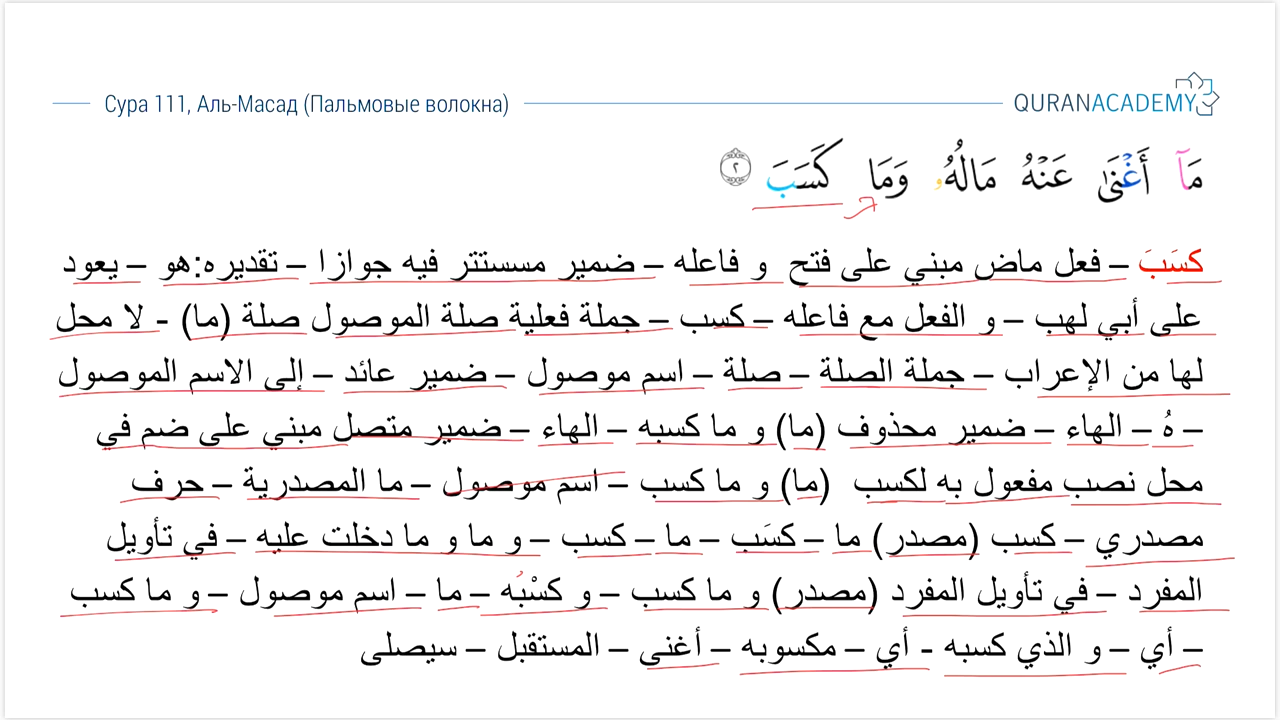 Сура 111, Аль-Масад (Пальмовые волокна)
QURANACADEMY
مَآ أَغْنَىٰ عَنْهُ مَالُهُۥ وَمَا كَسَبَ ٢
كسَبَ – فعل ماض مبني على فتح و فاعله – ضمير مسستتر فيه جوازا – تقديره:هو – يعود
على أبي لهب – و الفعل مع فاعله – كسب – جملة فعلية صلة الموصول صلة (ما) - لا محل
لها من الإعراب – جملة الصلة – صلة – اسم موصول – ضمير عائد – إلى الاسم الموصول
– هُ – الهاء – ضمير محذوف (ما) و ما كسبه – الهاء – ضمير متصل مبني على ضم في
محل نصب مفعول به لكسب (ما) و ما كسب – اسم موصول – ما المصدرية – حرف
مصدري – كسب (مصدر) ما – كسَب – ما – كسب – و ما و ما دخلت عليه – في تأويل
المفرد – في تأويل المفرد (مصدر) و ما كسب – و كسْبُه – ما – اسم موصول – و ما كسب
– أي – و الذي كسبه - أي – مكسوبه – أغنى – المستقبل – سيصلى